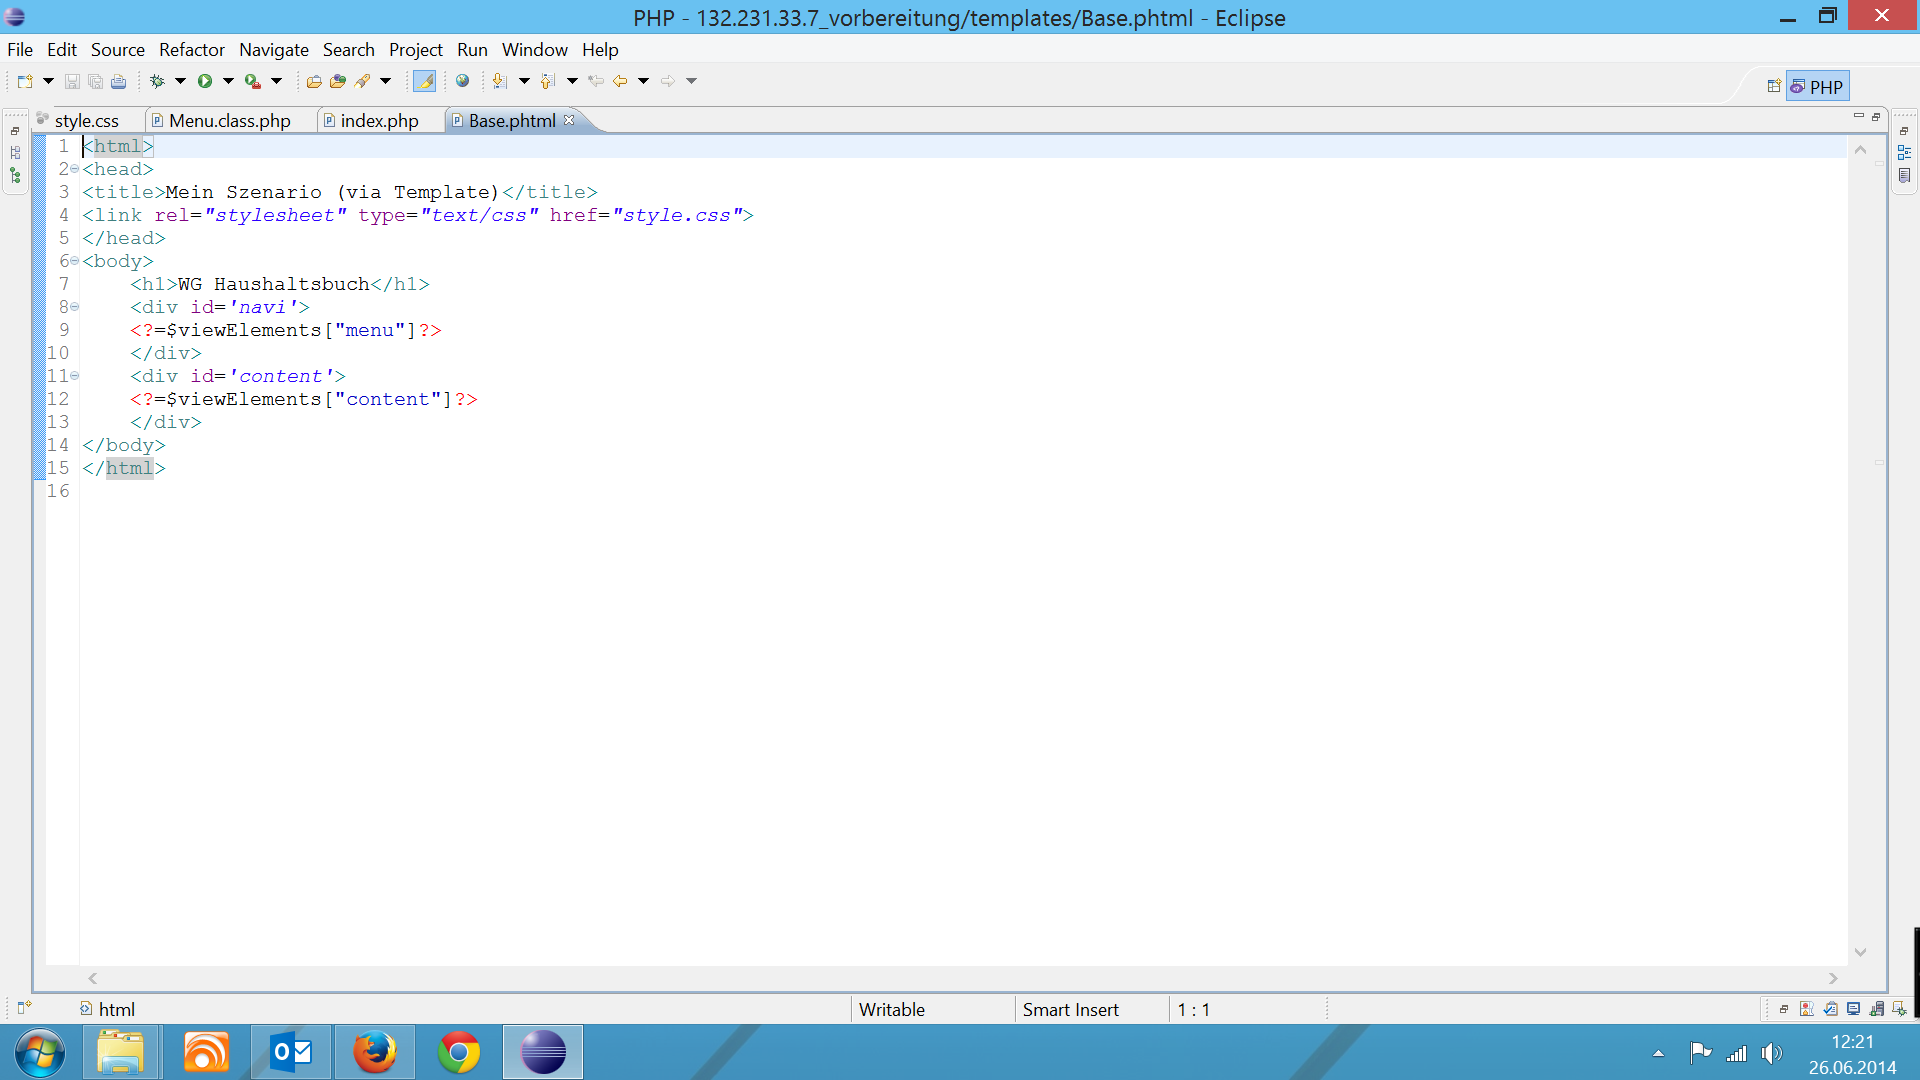 PHP - 132.231.33.7_vorbereitung/templates/Base.phtml - Eclipse
File Edit Source Refactor Navigate Search Project Run Window Help
PHP
style.css Menu.class.php index.php Base.phtml
1 <html>
2 <head>
3 <title>Mein Szenario (via Template)</title>
4 <link rel="stylesheet" type="text/css" href="style.css">
5 </head>
6 <body>
7 <h1>WG Haushaltsbuch</h1>
8 <div id='navi'>
9 <?=$viewElements["menu"]?>
10 </div>
11 <div id='content'>
12 <?=$viewElements["content"]?>
13 </div>
14 </body>
15 </html>
16
html Writable Smart Insert 1 : 1
12:21
26.06.2014